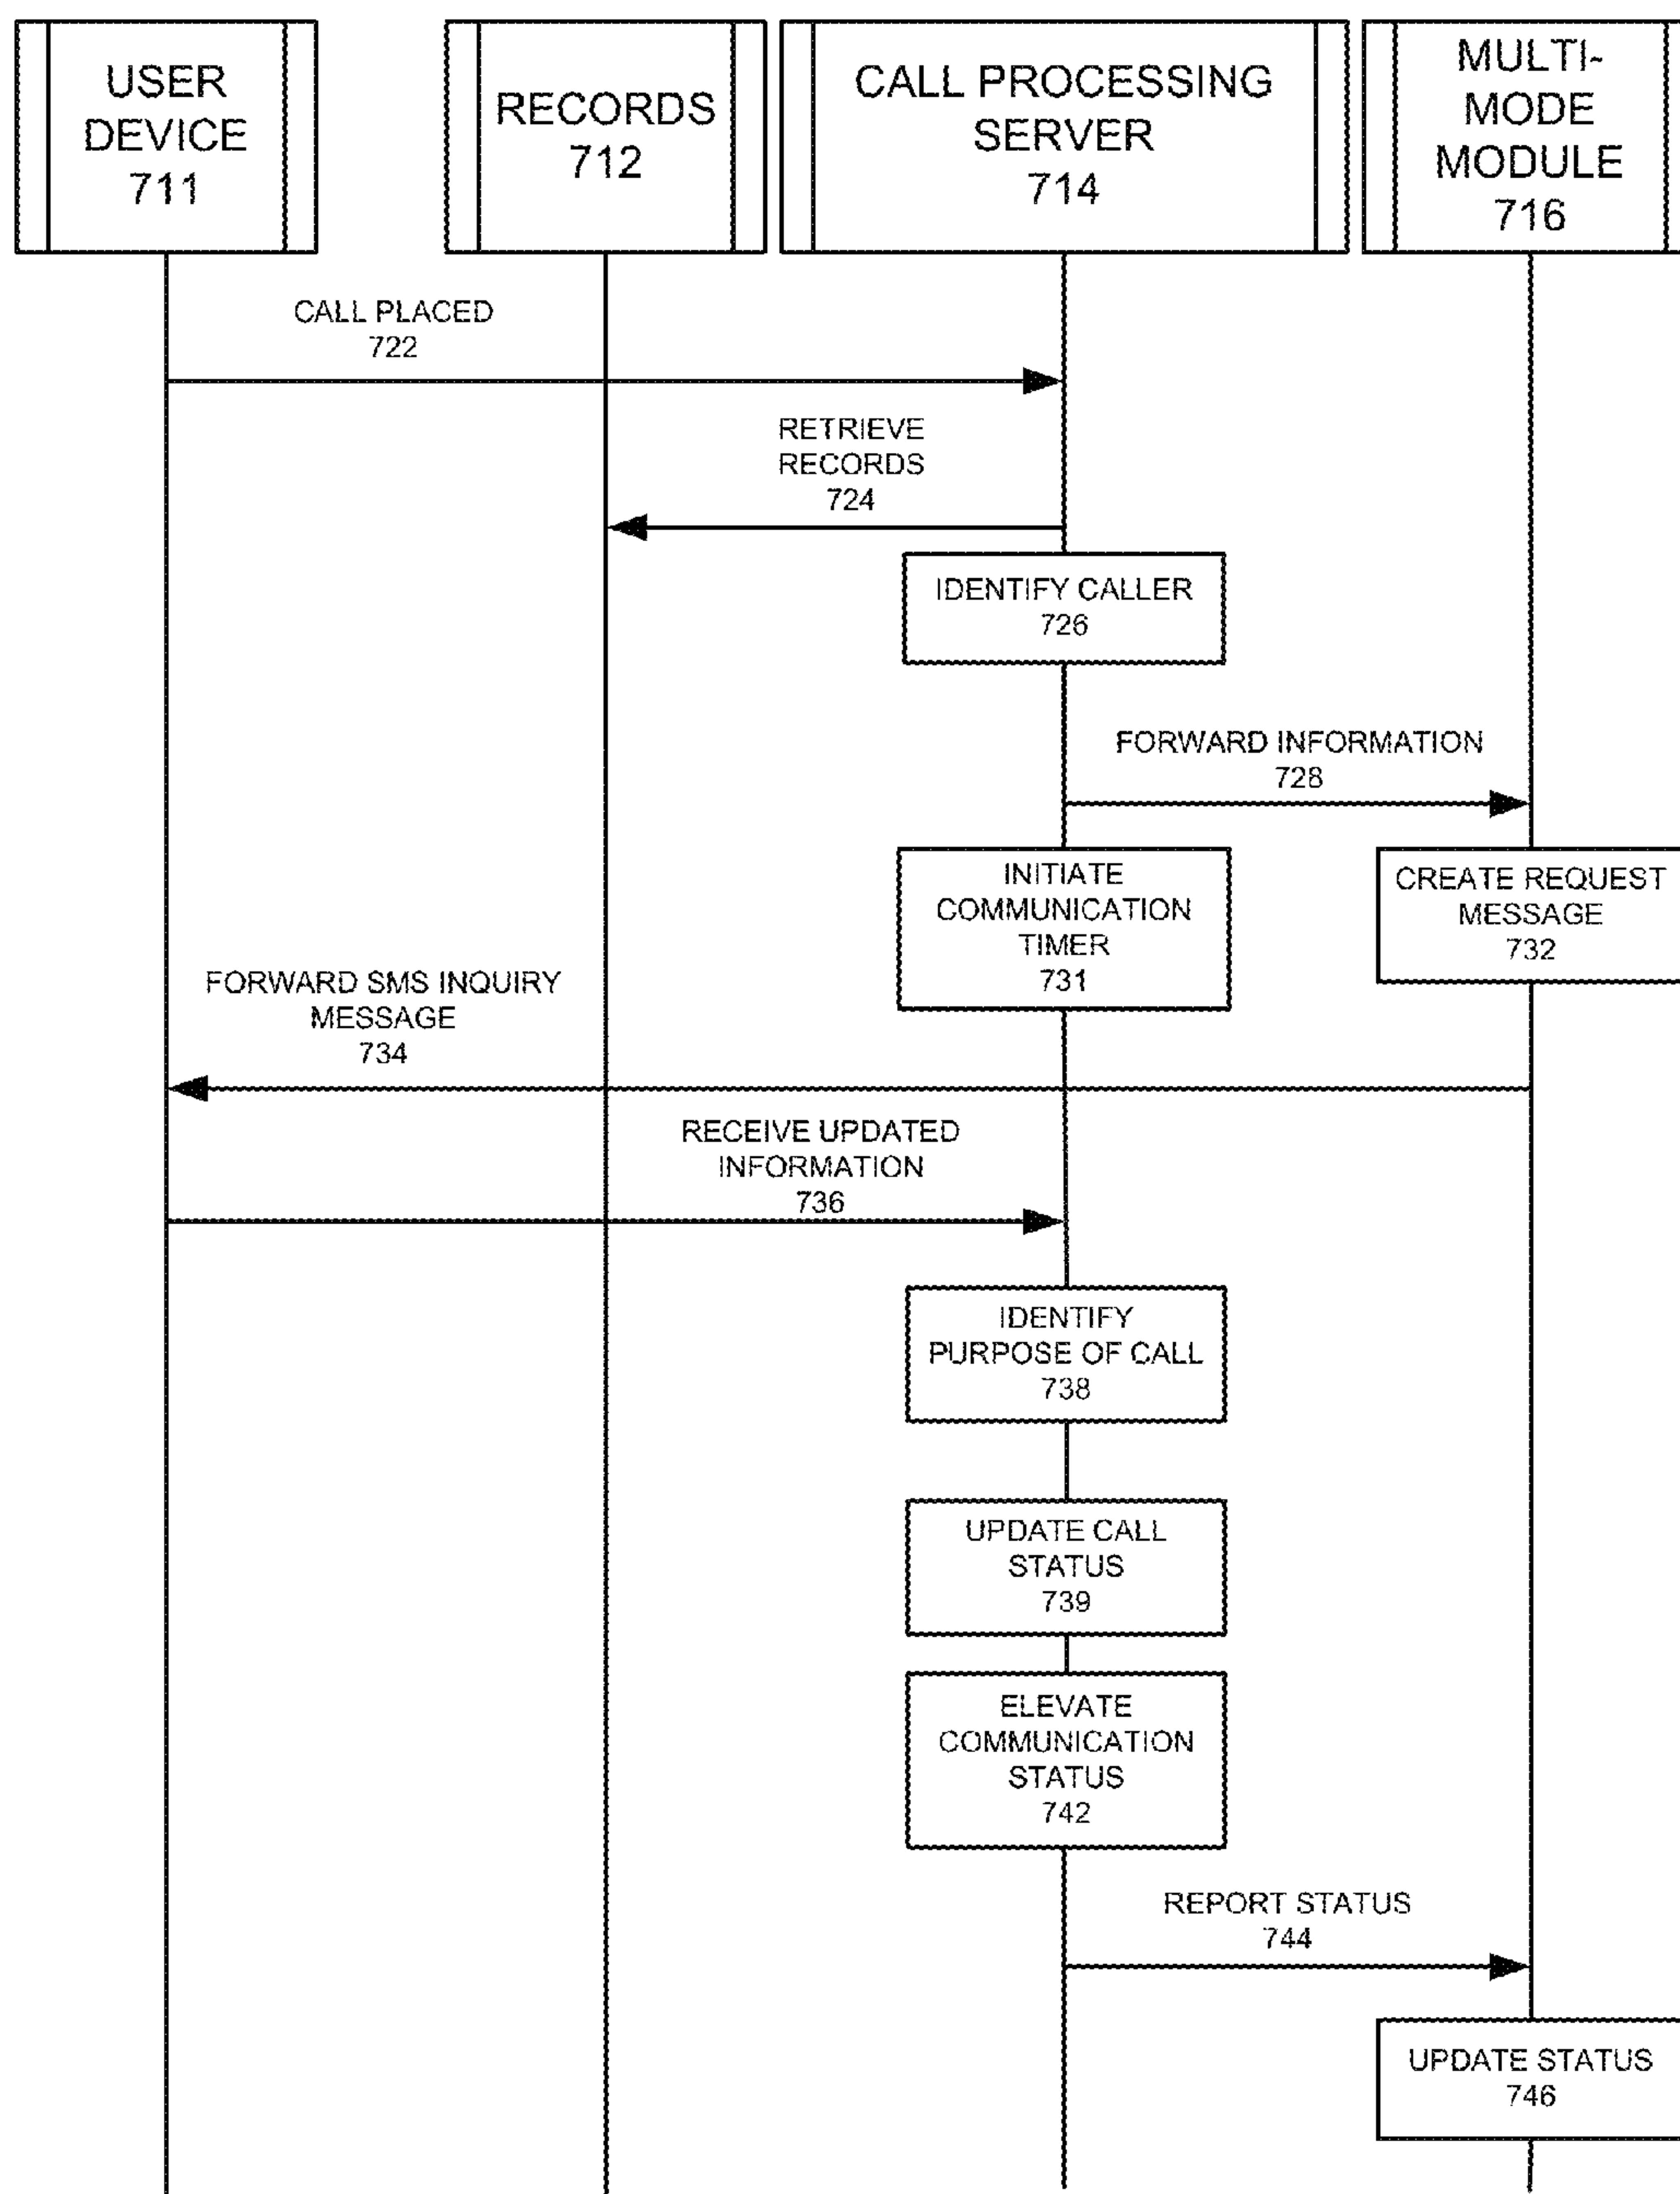 USER
DEVICE
711
RECORDS
712
CALL PROCESSING
SERVER
714
MULTI-
MODE
MODULE
716
CALL PLACED
722
RETRIEVE
RECORDS
724
IDENTIFY CALLER
726
FORWARD INFORMATION
728
INITIATE
COMMUNICATION
TIMER
731
CREATE REQUEST
MESSAGE
732
FORWARD SMS INQUIRY
MESSAGE
734
RECEIVE UPDATED
INFORMATION
736
IDENTIFY
PURPOSE OF CALL
738
UPDATE CALL
STATUS
739
ELEVATE
COMMUNICATION
STATUS
742
REPORT STATUS
744
UPDATE STATUS
746